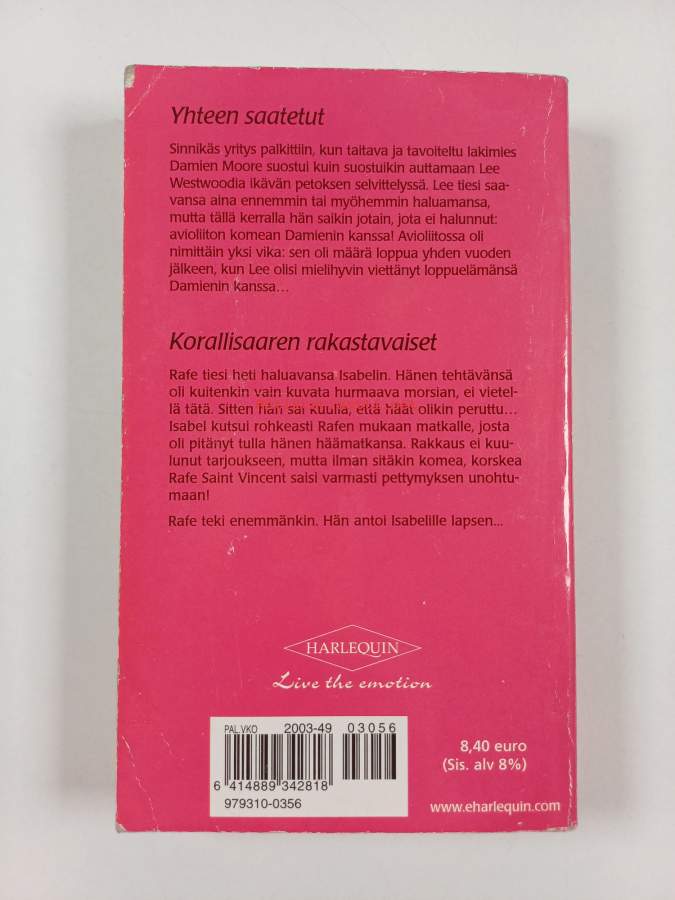 Yhteen saatetut
Sinnikäs yritys palkittiin, kun taitava ja tavoiteltu lakimies
Damien Moore suostui kuin suostuikin auttamaan Lee
Westwoodia ikävän petoksen selvittelyssä. Lee tiesi saa-
vansa aina ennemmin tai myöhemmin haluamansa,
mutta tällä kerralla hän saikin jotain, jota ei halunnut:
avioliiton komean Damienin kanssa! Avioliitossa oli
nimittäin yksi vika: sen oli määrä loppua yhden vuoden
jälkeen, kun Lee olisi mielihyvin viettänyt loppuelämänsä
Damienin kanssa...
Korallisaaren rakastavaiset
Rafe tiesi heti haluavansa Isabelin. Hänen tehtävänsä
oli kuitenkin vain kuvata hurmaava morsian, ei vietel-
lä tätä. Sitten hän sai kuulla, että häät olikin peruttu...
Isabel kutsui rohkeasti Rafen mukaan matkalle, josta
oli pitänyt tulla hänen häämatkansa. Rakkaus ei kuu-
lunut tarjoukseen, mutta ilman sitäkin komea, korskea
Rafe Saint Vincent saisi varmasti pettymyksen unohtu-
maan!
Rafe teki enemmänkin. Hän antoi Isabelille lapsen...
HARLEQUIN
Live the emotion
PAL.VKO 2003-49 03056
6 414889 342818
979310-0356
8,40 euro
(Sis. alv 8%)
www.eharlequin.com